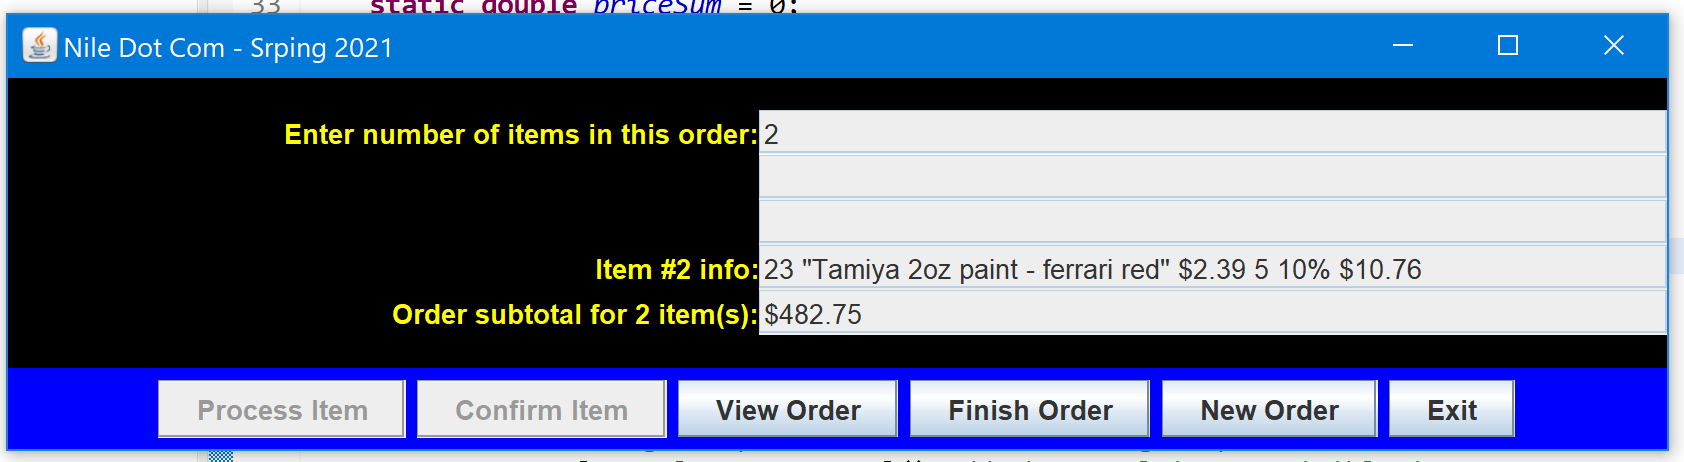 33 static double priceSum = 0;
Nile Dot Com - Srping 2021
Enter number of items in this order: 2
Item #2 info: 23 "Tamiya 2oz paint - ferrari red" $2.39 5 10% $10.76
Order subtotal for 2 item(s): $482.75
Process Item Confirm Item View Order Finish Order New Order Exit